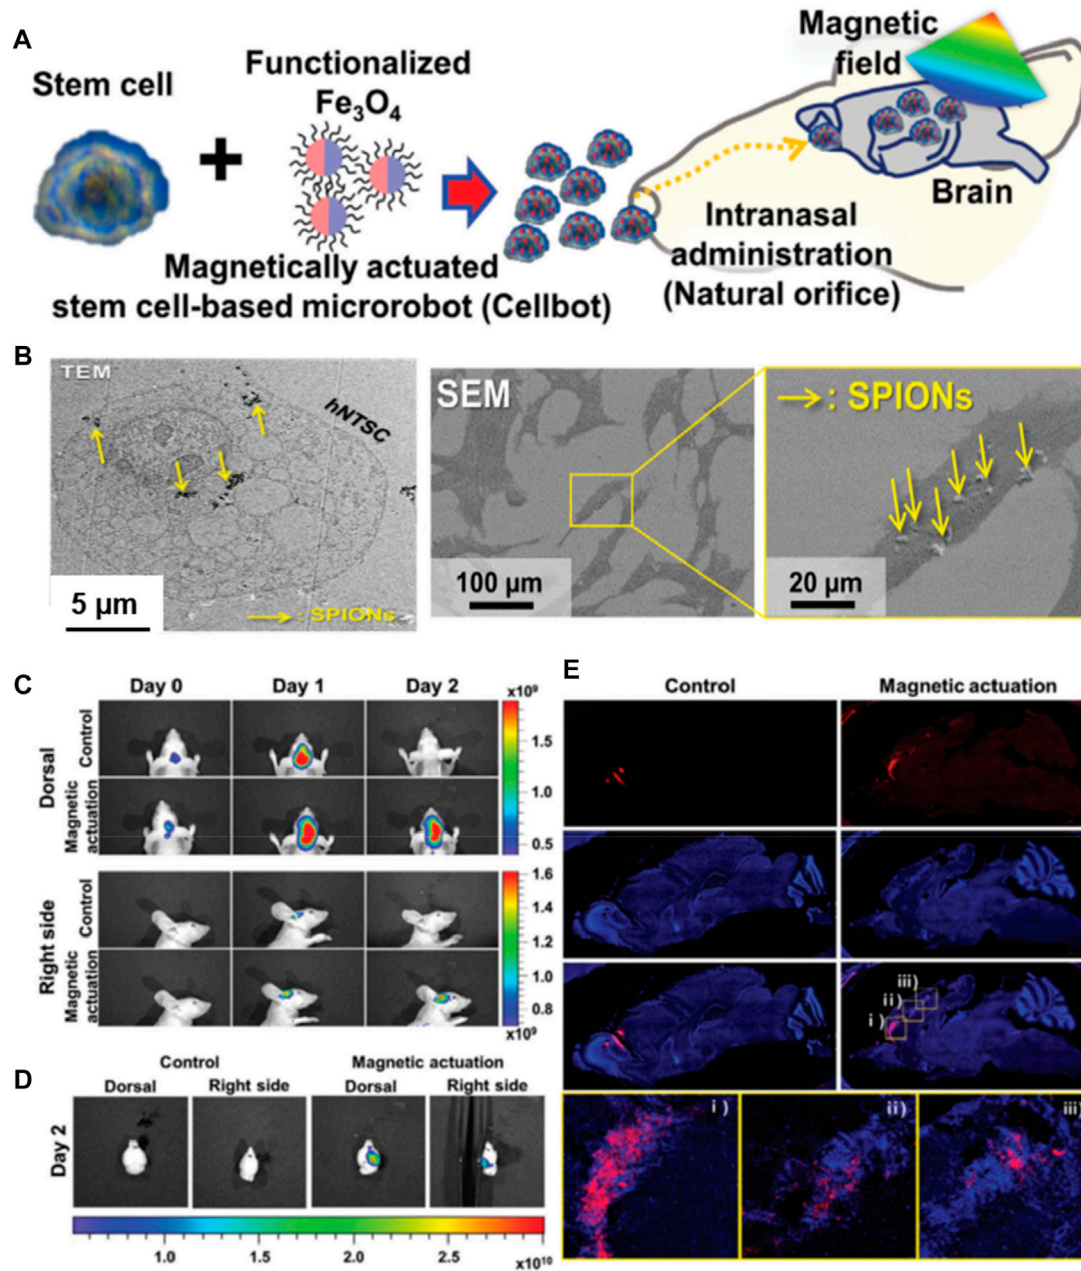 A
Stem cell
+
Functionalized
Fe3O4
Magnetically actuated
stem cell-based microrobot (Cellbot)
Magnetic
field
Brain
Intranasal
administration
(Natural orifice)
B
TEM
hNTSC
5 µm
: SPIONs
SEM
100 µm
: SPIONs
20 µm
C
Day 0 Day 1 Day 2
x10⁹
Dorsal
Control
Magnetic
actuation
1.5
1.0
0.5
Right side
Control
Magnetic
actuation
1.6
1.4
1.2
1.0
0.8
x10⁹
D
Control Magnetic actuation
Dorsal Right side Dorsal Right side
Day 2
1.0 1.5 2.0 2.5 x10¹⁰
E
Control Magnetic actuation
iii)
ii)
i )
i ) ii) iii)